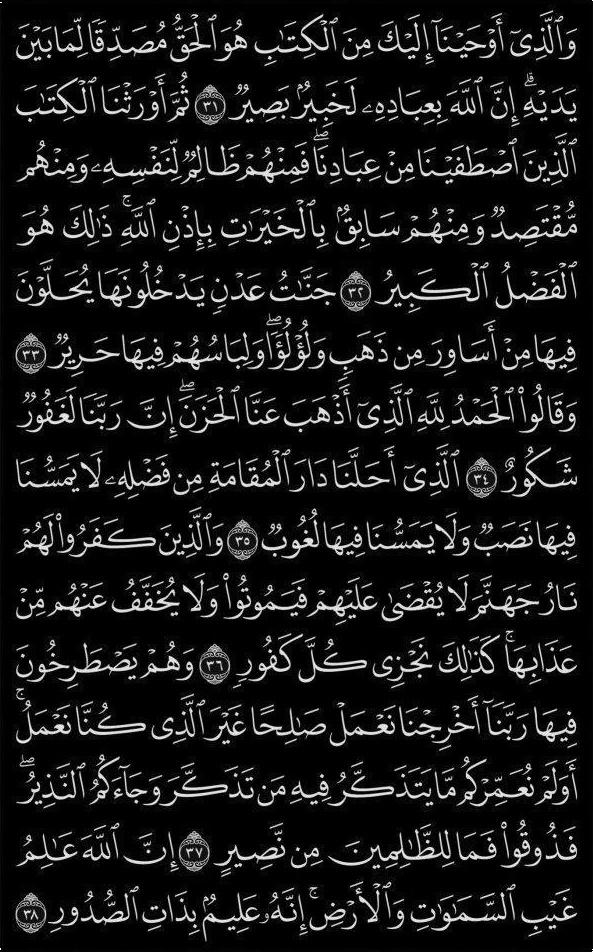 وَٱلَّذِىٓ أَوْحَيْنَآ إِلَيْكَ مِنَ ٱلْكِتَٰبِ هُوَ ٱلْحَقُّ مُصَدِّقًا لِّمَا بَيْنَ
يَدَيْهِۗ إِنَّ ٱللَّهَ بِعِبَادِهِۦ لَخَبِيرٌۢ بَصِيرٌ ٣١ ثُمَّ أَوْرَثْنَا ٱلْكِتَٰبَ
ٱلَّذِينَ ٱصْطَفَيْنَا مِنْ عِبَادِنَاۖ فَمِنْهُمْ ظَالِمٌ لِّنَفْسِهِۦ وَمِنْهُم
مُّقْتَصِدٌ وَمِنْهُمْ سَابِقٌۢ بِٱلْخَيْرَٰتِ بِإِذْنِ ٱللَّهِۚ ذَٰلِكَ هُوَ
ٱلْفَضْلُ ٱلْكَبِيرُ ٣٢ جَنَّٰتُ عَدْنٍ يَدْخُلُونَهَا يُحَلَّوْنَ
فِيهَا مِنْ أَسَاوِرَ مِن ذَهَبٍ وَلُؤْلُؤًاۖ وَلِبَاسُهُمْ فِيهَا حَرِيرٌ ٣٣
وَقَالُوا۟ ٱلْحَمْدُ لِلَّهِ ٱلَّذِىٓ أَذْهَبَ عَنَّا ٱلْحَزَنَۖ إِنَّ رَبَّنَا لَغَفُورٌ
شَكُورٌ ٣٤ ٱلَّذِىٓ أَحَلَّنَا دَارَ ٱلْمُقَامَةِ مِن فَضْلِهِۦ لَا يَمَسُّنَا
فِيهَا نَصَبٌ وَلَا يَمَسُّنَا فِيهَا لُغُوبٌ ٣٥ وَٱلَّذِينَ كَفَرُوا۟ لَهُمْ
نَارُ جَهَنَّمَ لَا يُقْضَىٰ عَلَيْهِمْ فَيَمُوتُوا۟ وَلَا يُخَفَّفُ عَنْهُم مِّنْ
عَذَابِهَاۚ كَذَٰلِكَ نَجْزِى كُلَّ كَفُورٍ ٣٦ وَهُمْ يَصْطَرِخُونَ
فِيهَا رَبَّنَآ أَخْرِجْنَا نَعْمَلْ صَٰلِحًا غَيْرَ ٱلَّذِى كُنَّا نَعْمَلُۚ
أَوَلَمْ نُعَمِّرْكُم مَّا يَتَذَكَّرُ فِيهِ مَن تَذَكَّرَ وَجَآءَكُمُ ٱلنَّذِيرُۖ
فَذُوقُوا۟ فَمَا لِلظَّٰلِمِينَ مِن نَّصِيرٍ ٣٧ إِنَّ ٱللَّهَ عَٰلِمُ
غَيْبِ ٱلسَّمَٰوَٰتِ وَٱلْأَرْضِۚ إِنَّهُۥ عَلِيمٌۢ بِذَاتِ ٱلصُّدُورِ ٣٨